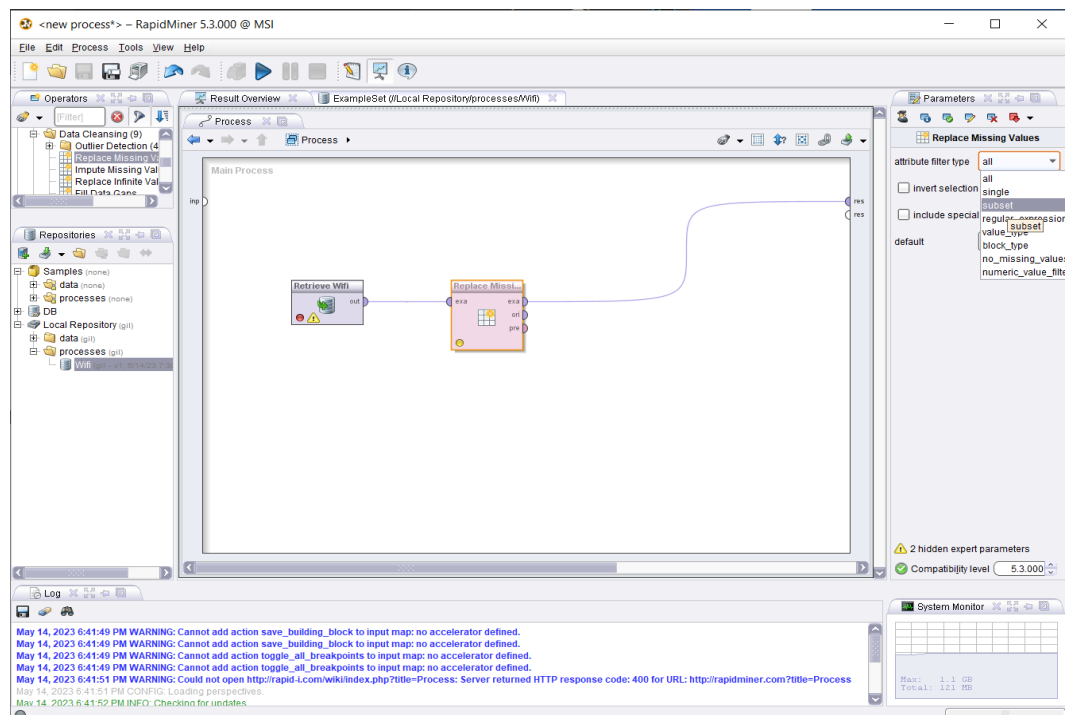 <new process*> – RapidMiner 5.3.000 @ MSI
File Edit Process Tools View Help
Operators
[Filter]
Data Cleansing (9)
Outlier Detection (4
Replace Missing Va
Impute Missing Val
Replace Infinite Val
Fill Data Gaps
Repositories
Samples (none)
data (none)
processes (none)
DB
Local Repository (gil)
data (gil)
processes (gil)
Wifi
Result Overview
ExampleSet (//Local Repository/processes/Wifi)
Process
Process
Main Process
inp
res
res
Retrieve Wifi
out
Replace Missi...
exa
exa
ori
pre
Parameters
Replace Missing Values
attribute filter type all
all
invert selection
single
subset
include special
regular_expression
subset
value_type
default
block_type
no_missing_values
numeric_value_filte
2 hidden expert parameters
Compatibility level 5.3.000
Log
May 14, 2023 6:41:49 PM WARNING: Cannot add action save_building_block to input map: no accelerator defined.
May 14, 2023 6:41:49 PM WARNING: Cannot add action save_building_block to input map: no accelerator defined.
May 14, 2023 6:41:49 PM WARNING: Cannot add action toggle_all_breakpoints to input map: no accelerator defined.
May 14, 2023 6:41:49 PM WARNING: Cannot add action toggle_all_breakpoints to input map: no accelerator defined.
May 14, 2023 6:41:51 PM WARNING: Could not open http://rapid-i.com/wiki/index.php?title=Process: Server returned HTTP response code: 400 for URL: http://rapidminer.com?title=Process
May 14, 2023 6:41:51 PM CONFIG: Loading perspectives.
May 14, 2023 6:41:52 PM INFO: Checking for updates.
System Monitor
Max: 1.1 GB
Total: 121 MB